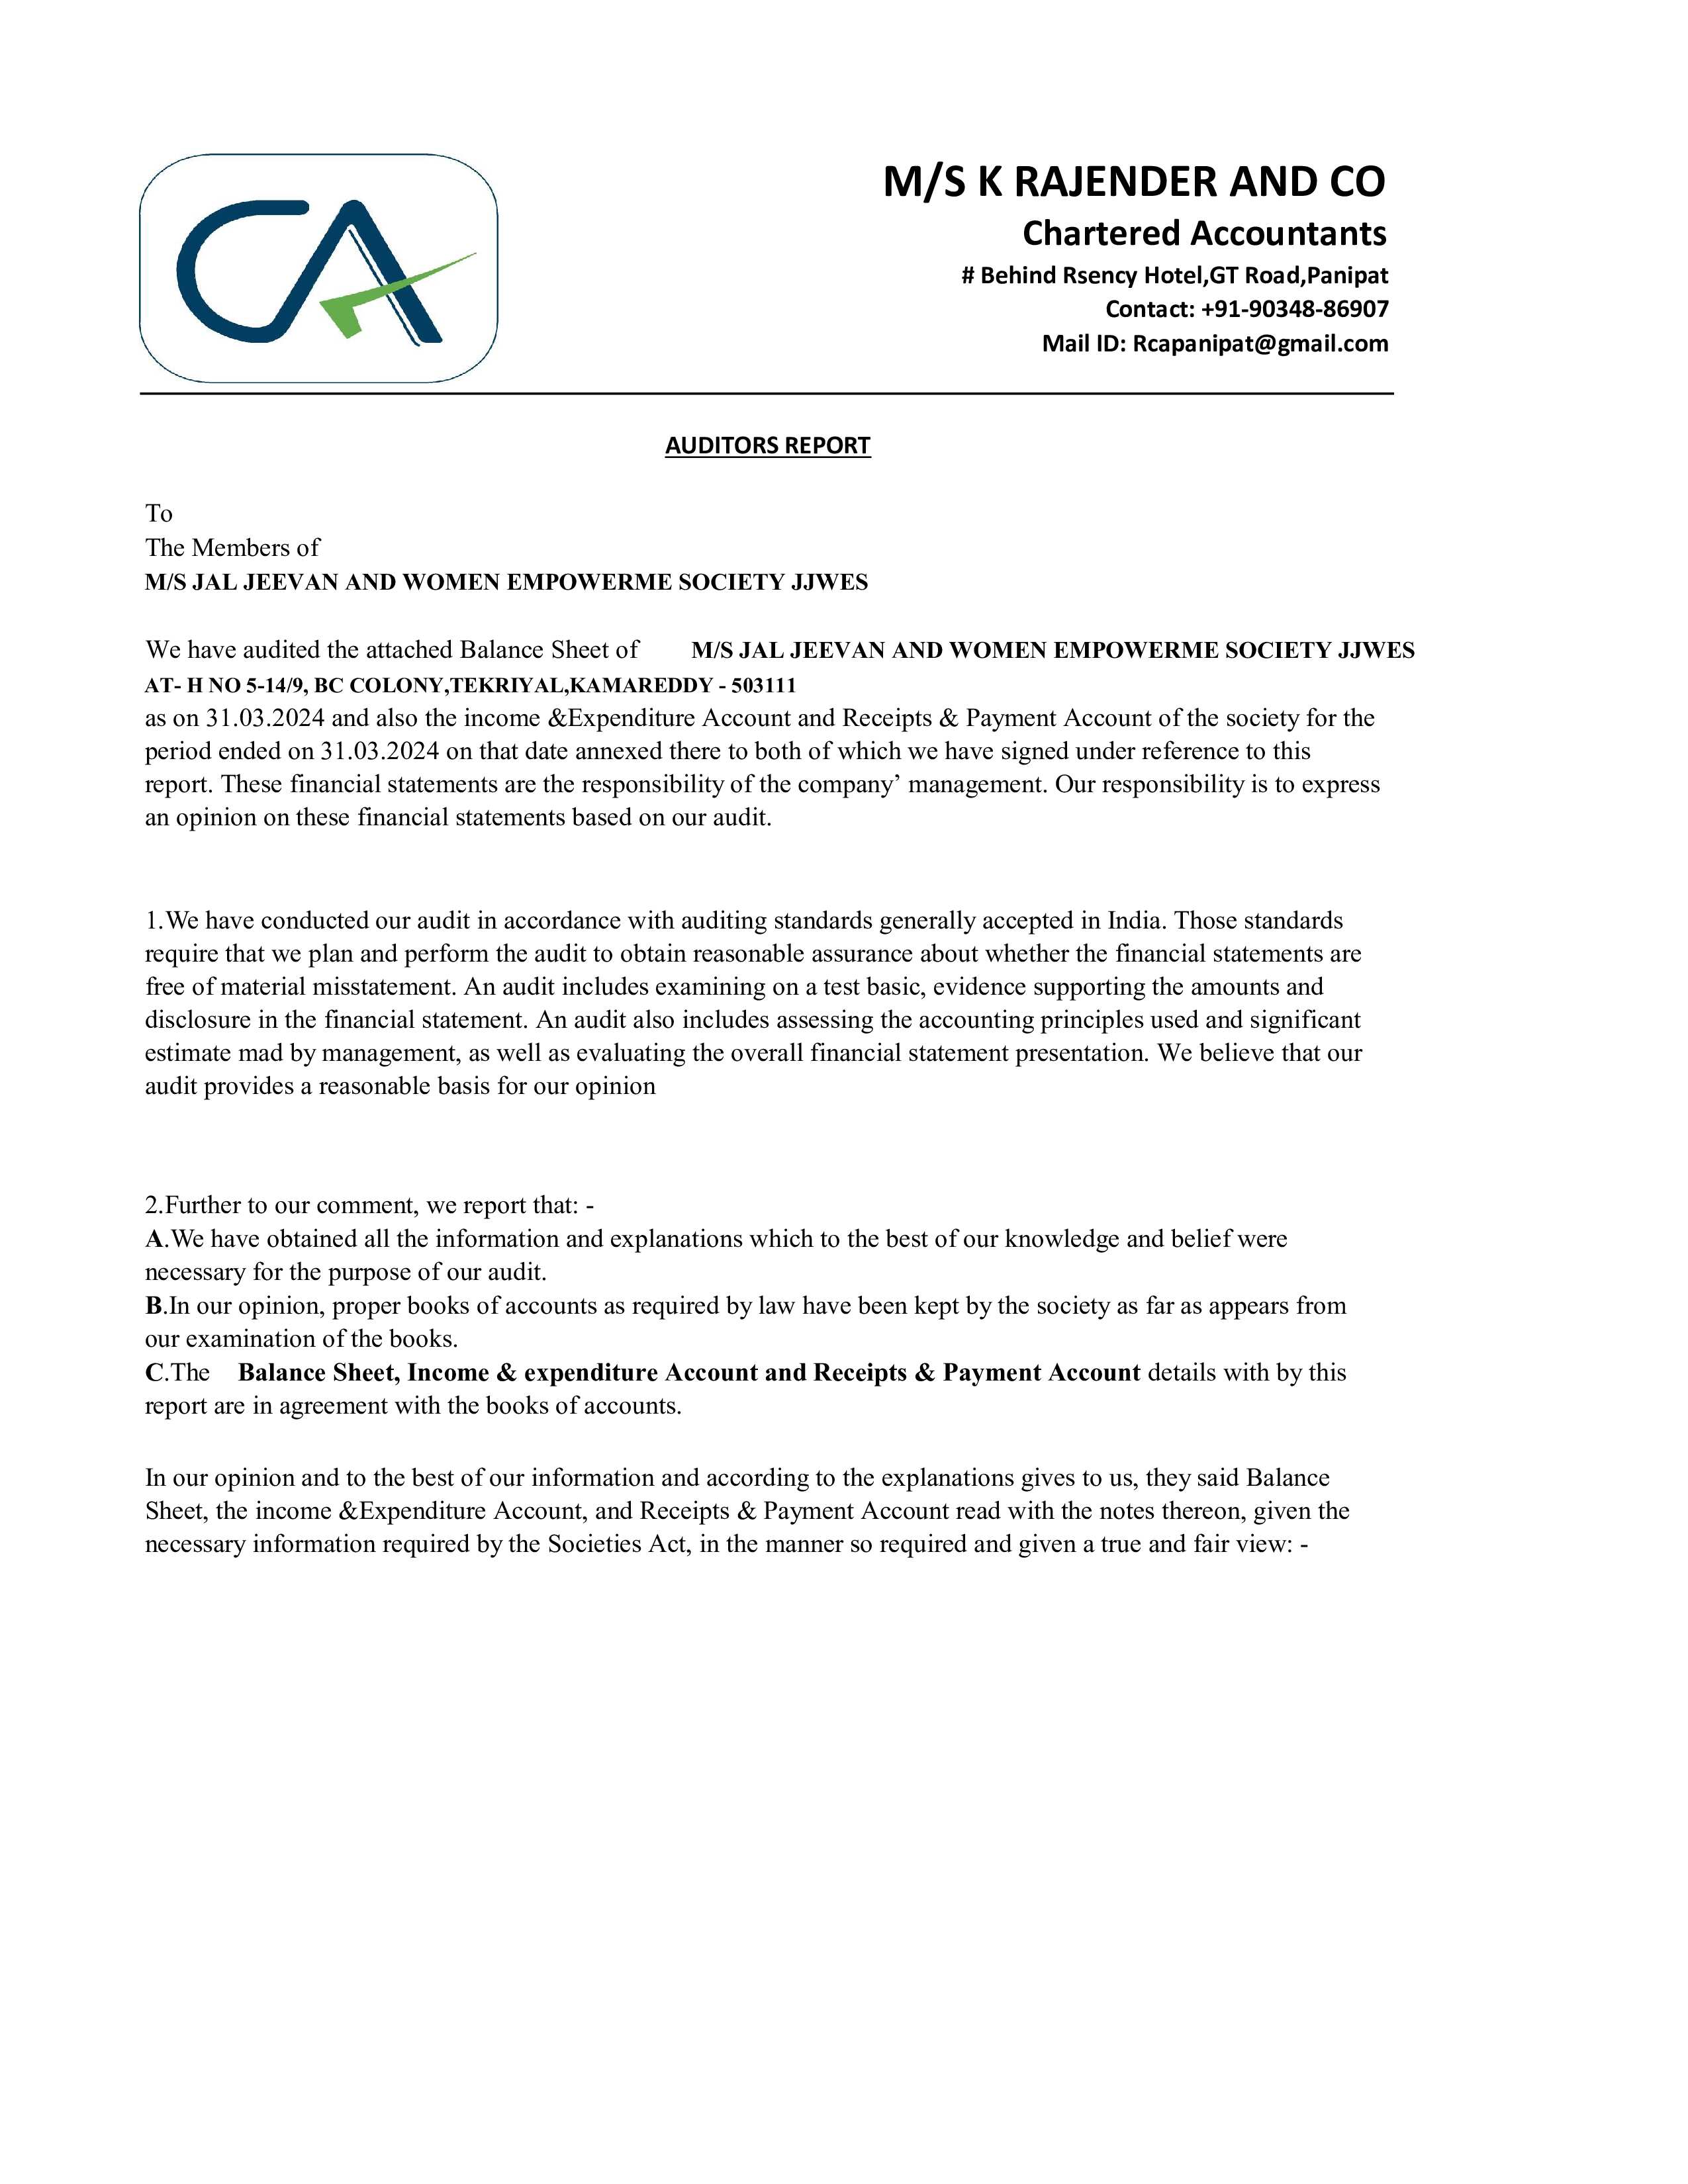 CA
M/S K RAJENDER AND CO
Chartered Accountants
# Behind Rsency Hotel,GT Road,Panipat
Contact: +91-90348-86907
Mail ID: Rcapanipat@gmail.com
AUDITORS REPORT
To
The Members of
M/S JAL JEEVAN AND WOMEN EMPOWERME SOCIETY JJWES
We have audited the attached Balance Sheet of M/S JAL JEEVAN AND WOMEN EMPOWERME SOCIETY JJWES
AT- H NO 5-14/9, BC COLONY,TEKRIYAL,KAMAREDDY - 503111
as on 31.03.2024 and also the income &Expenditure Account and Receipts & Payment Account of the society for the
period ended on 31.03.2024 on that date annexed there to both of which we have signed under reference to this
report. These financial statements are the responsibility of the company’ management. Our responsibility is to express
an opinion on these financial statements based on our audit.
1.We have conducted our audit in accordance with auditing standards generally accepted in India. Those standards
require that we plan and perform the audit to obtain reasonable assurance about whether the financial statements are
free of material misstatement. An audit includes examining on a test basic, evidence supporting the amounts and
disclosure in the financial statement. An audit also includes assessing the accounting principles used and significant
estimate mad by management, as well as evaluating the overall financial statement presentation. We believe that our
audit provides a reasonable basis for our opinion
2.Further to our comment, we report that: -
A.We have obtained all the information and explanations which to the best of our knowledge and belief were
necessary for the purpose of our audit.
B.In our opinion, proper books of accounts as required by law have been kept by the society as far as appears from
our examination of the books.
C.The Balance Sheet, Income & expenditure Account and Receipts & Payment Account details with by this
report are in agreement with the books of accounts.
In our opinion and to the best of our information and according to the explanations gives to us, they said Balance
Sheet, the income &Expenditure Account, and Receipts & Payment Account read with the notes thereon, given the
necessary information required by the Societies Act, in the manner so required and given a true and fair view: -